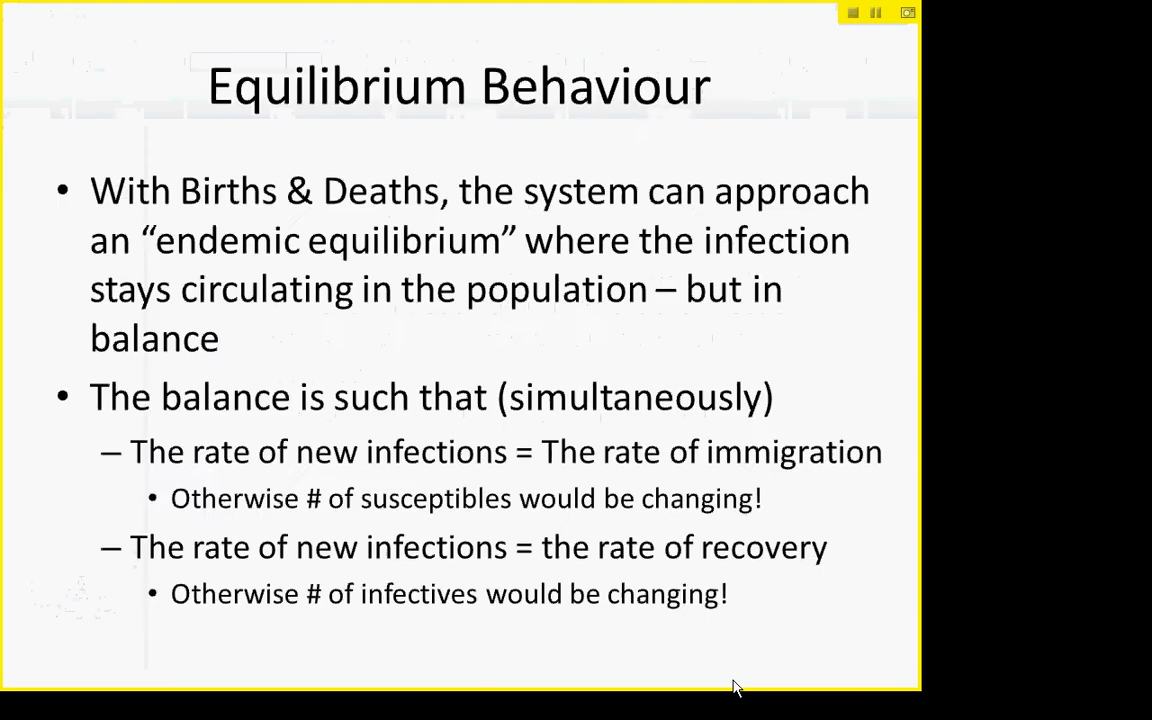 Equilibrium Behaviour
• With Births & Deaths, the system can approach
an “endemic equilibrium” where the infection
stays circulating in the population – but in
balance
• The balance is such that (simultaneously)
– The rate of new infections = The rate of immigration
• Otherwise # of susceptibles would be changing!
– The rate of new infections = the rate of recovery
• Otherwise # of infectives would be changing!